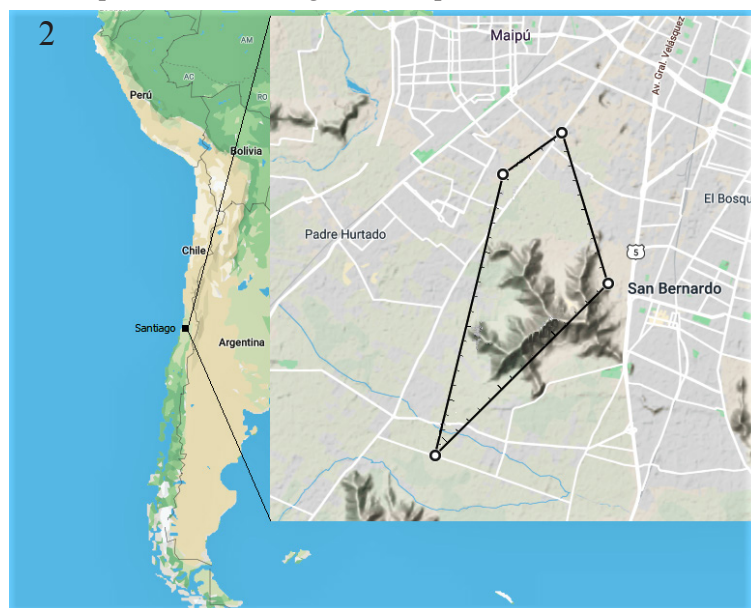 2
AM
AC
RO
Perú
Bolivia
Chile
Santiago
Argentina
Maipú
Av. Gral. Velásquez
El Bosqu
Padre Hurtado
5
San Bernardo